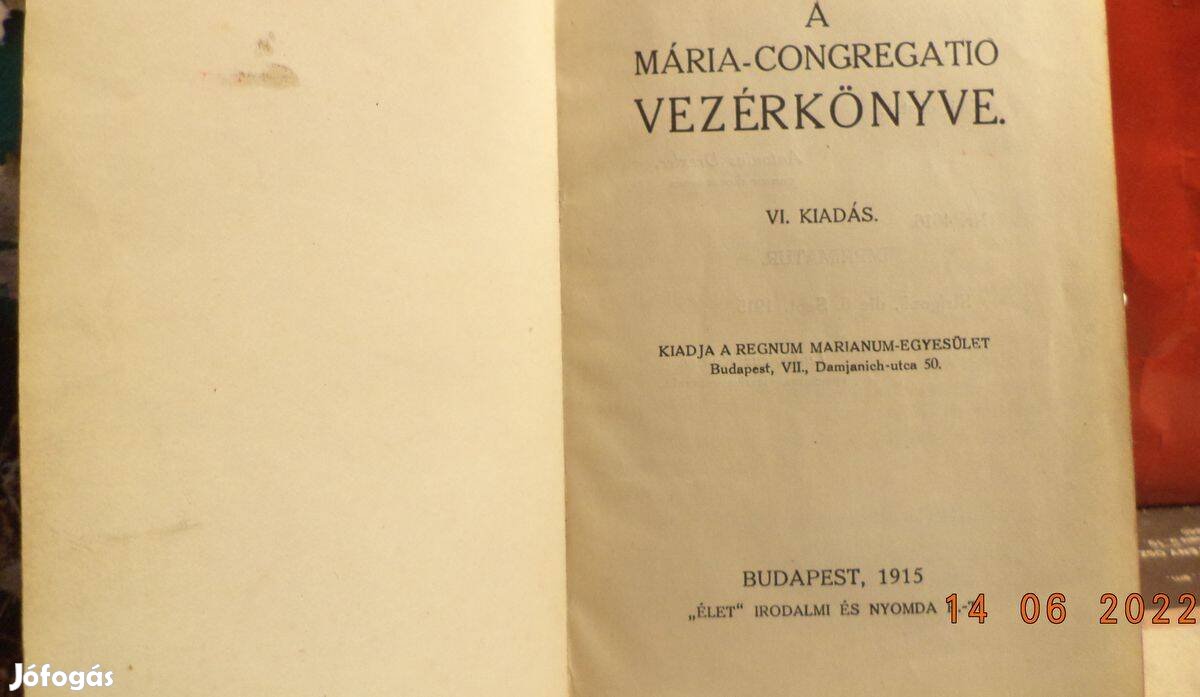 A
MÁRIA-CONGREGATIO
VEZÉRKÖNYVE.
VI. KIADÁS.
KIADJA A REGNUM MARIANUM-EGYESÜLET
Budapest, VII., Damjanich-utca 50.
BUDAPEST, 1915
„ÉLET“ IRODALMI ÉS NYOMDA
14 06 2022
Jófogás